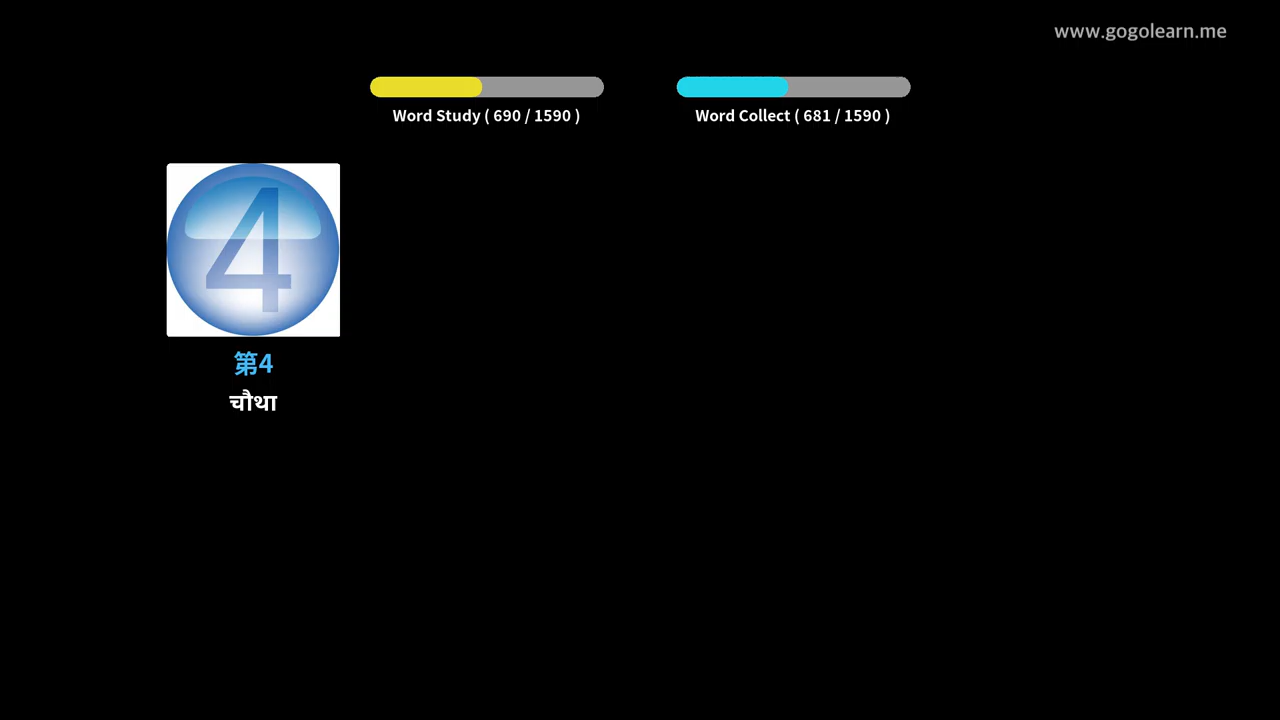 www.gogolearn.me
Word Study ( 690 / 1590 )
Word Collect ( 681 / 1590 )
4
第4
चौथा